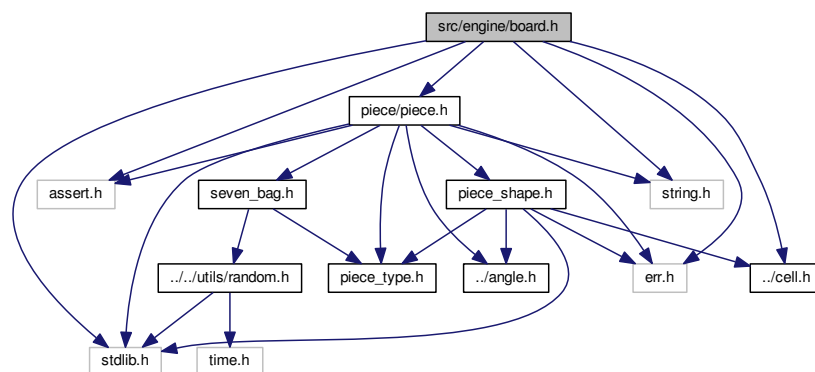 src/engine/board.h
piece/piece.h
assert.h
seven_bag.h
piece_shape.h
string.h
../../utils/random.h
piece_type.h
../angle.h
err.h
../cell.h
stdlib.h
time.h